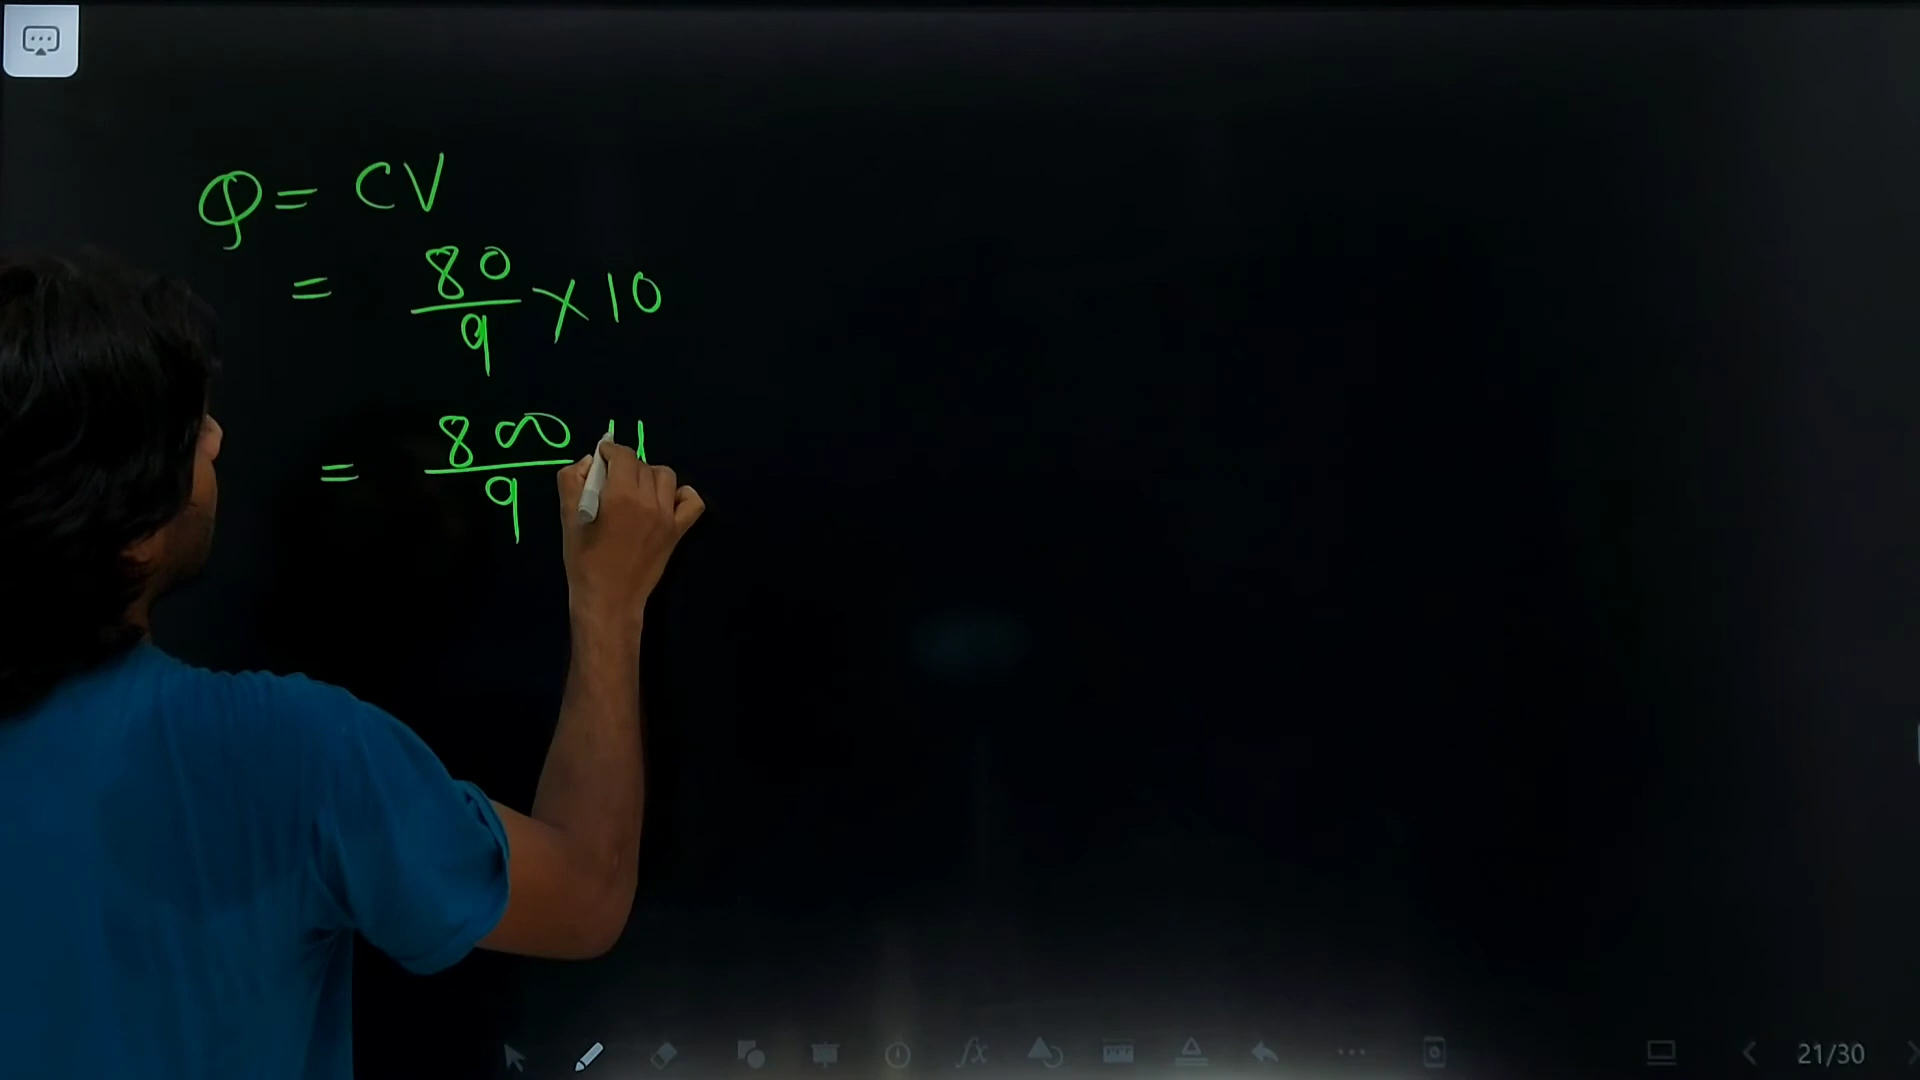 Q = CV
= 80/9 × 10
= 800/9
21/30